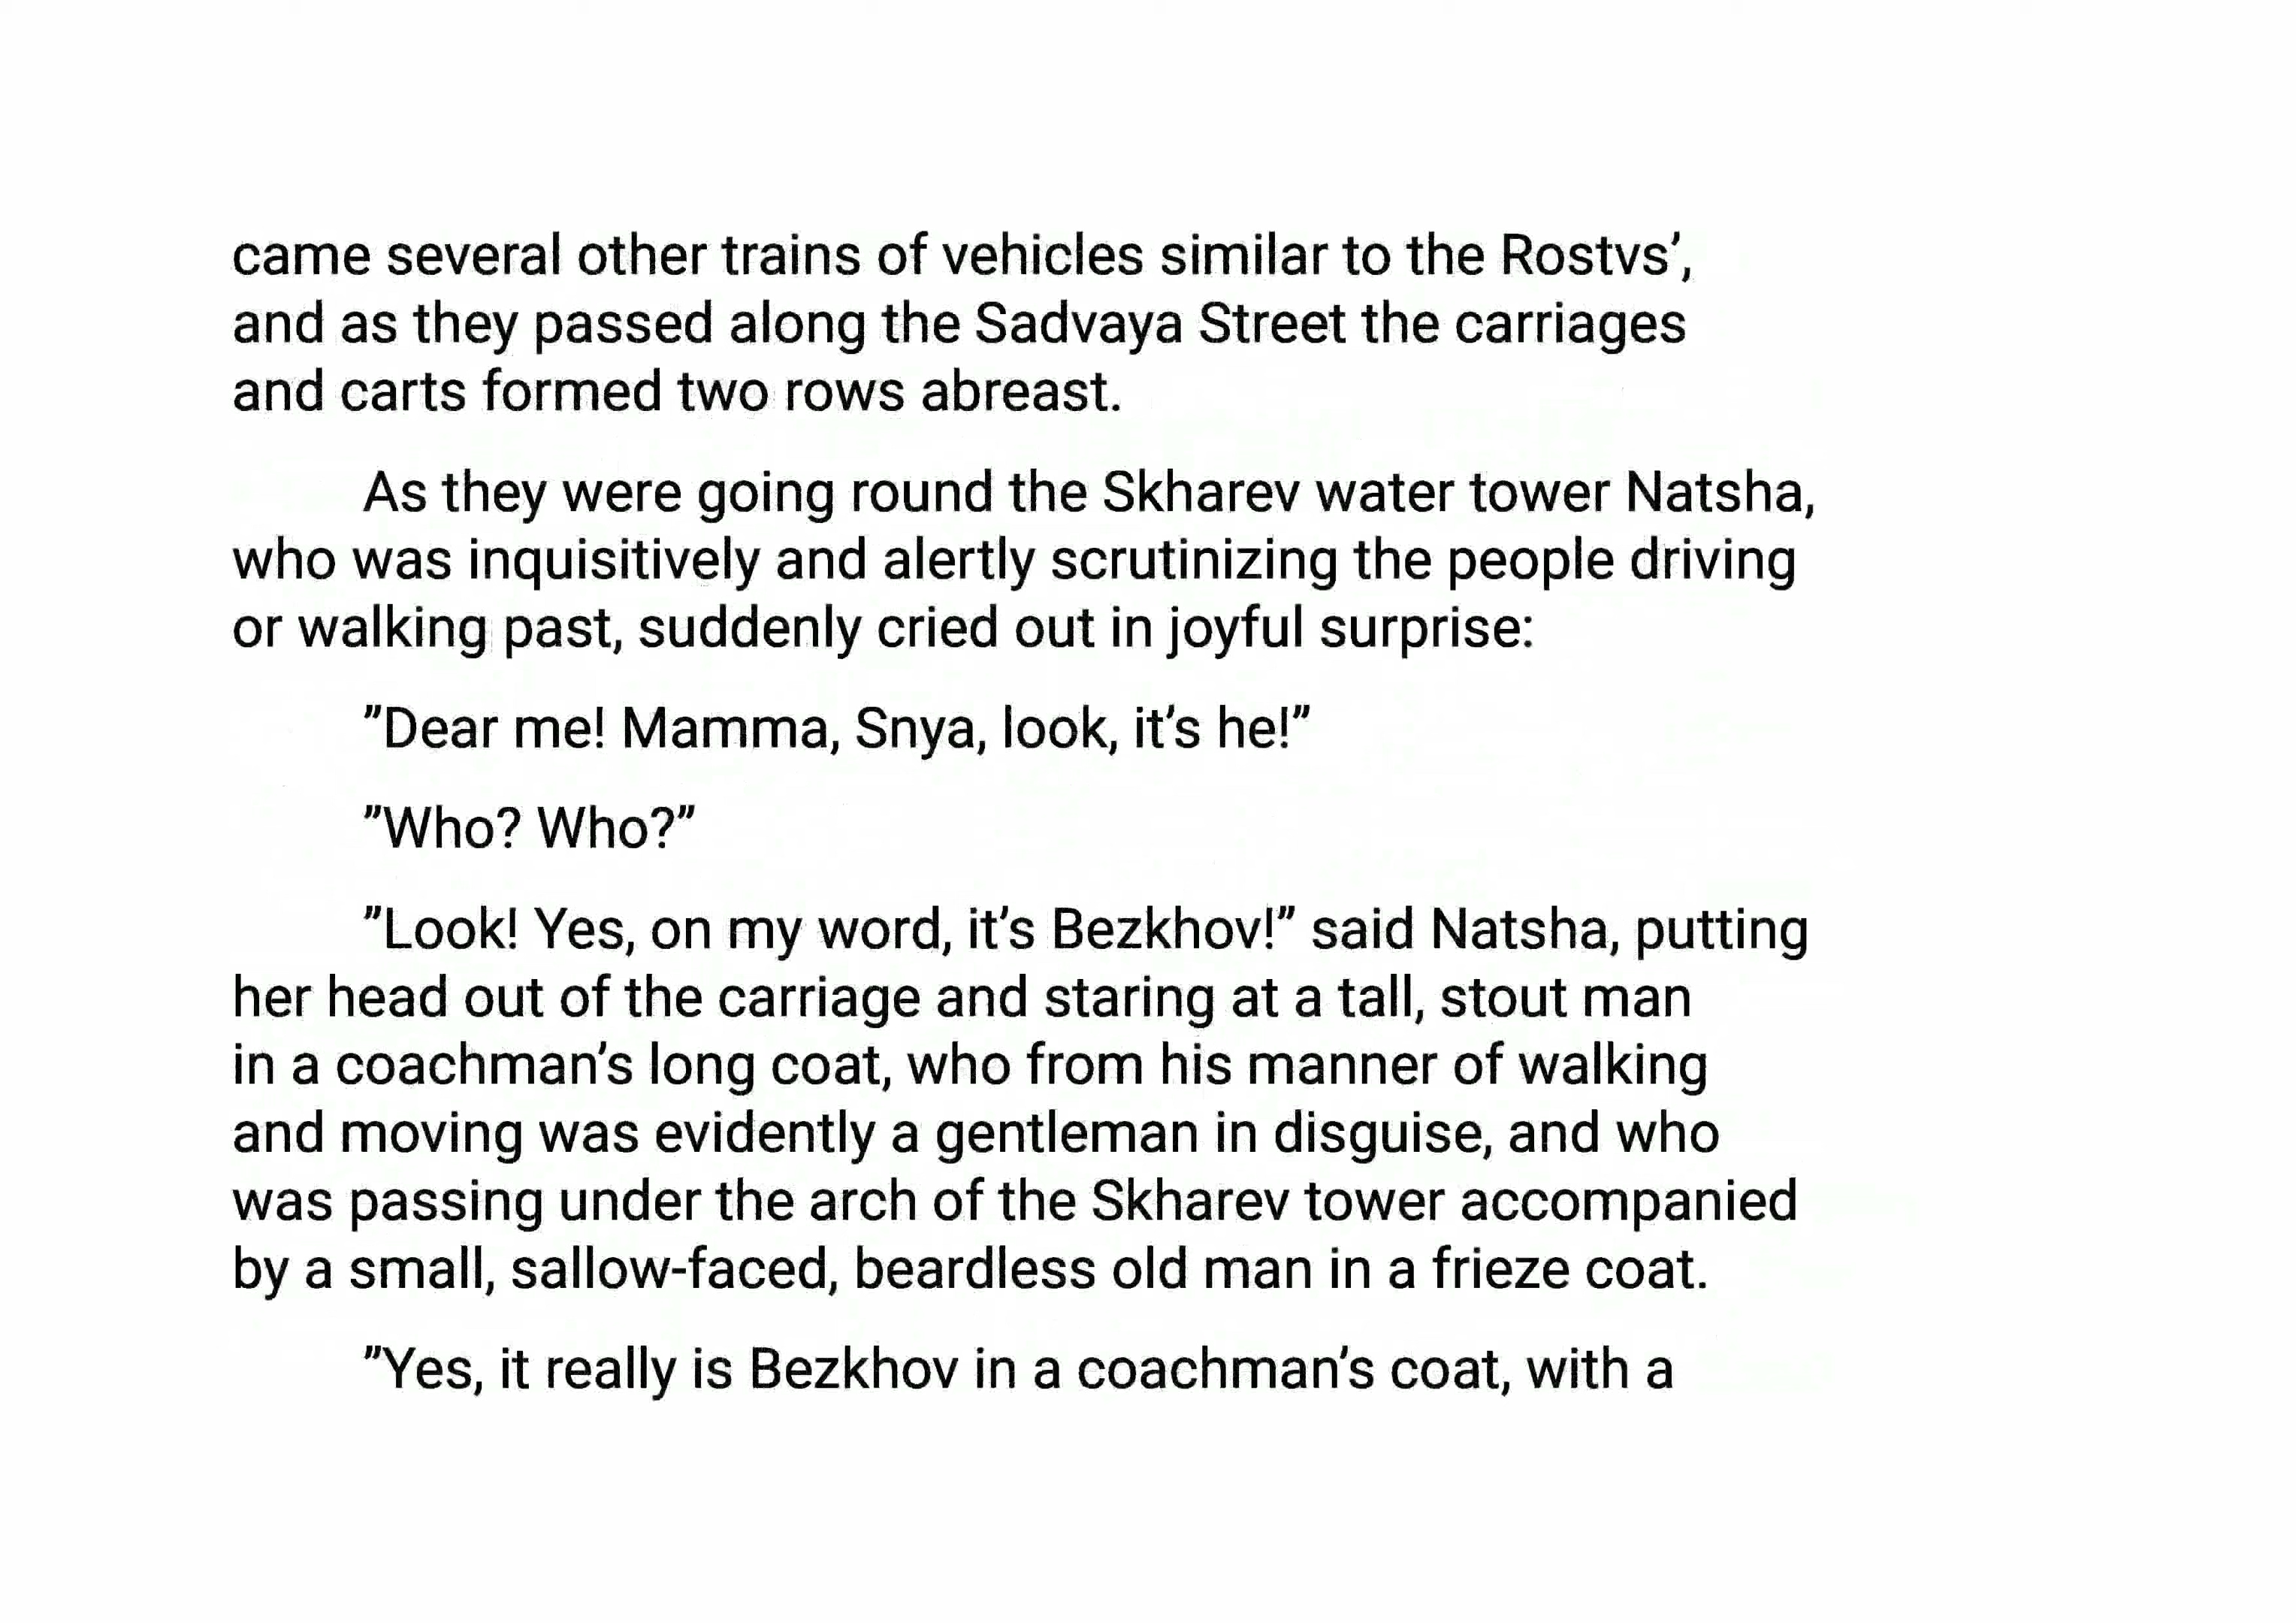 came several other trains of vehicles similar to the Rostvs’,
and as they passed along the Sadvaya Street the carriages
and carts formed two rows abreast.
As they were going round the Skharev water tower Natsha,
who was inquisitively and alertly scrutinizing the people driving
or walking past, suddenly cried out in joyful surprise:
”Dear me! Mamma, Snya, look, it’s he!”
”Who? Who?”
”Look! Yes, on my word, it’s Bezkhov!” said Natsha, putting
her head out of the carriage and staring at a tall, stout man
in a coachman’s long coat, who from his manner of walking
and moving was evidently a gentleman in disguise, and who
was passing under the arch of the Skharev tower accompanied
by a small, sallow-faced, beardless old man in a frieze coat.
”Yes, it really is Bezkhov in a coachman’s coat, with a